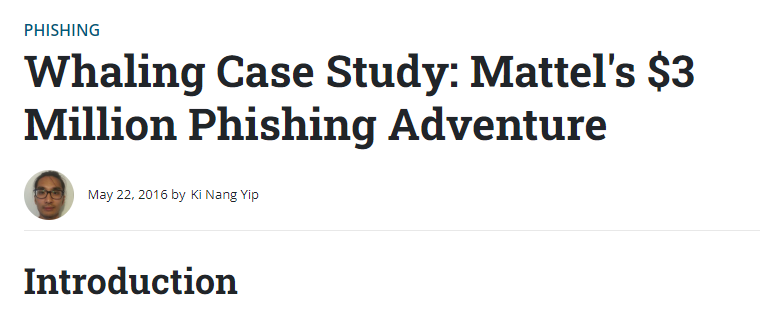 PHISHING
Whaling Case Study: Mattel's $3
Million Phishing Adventure
May 22, 2016 by Ki Nang Yip
Introduction